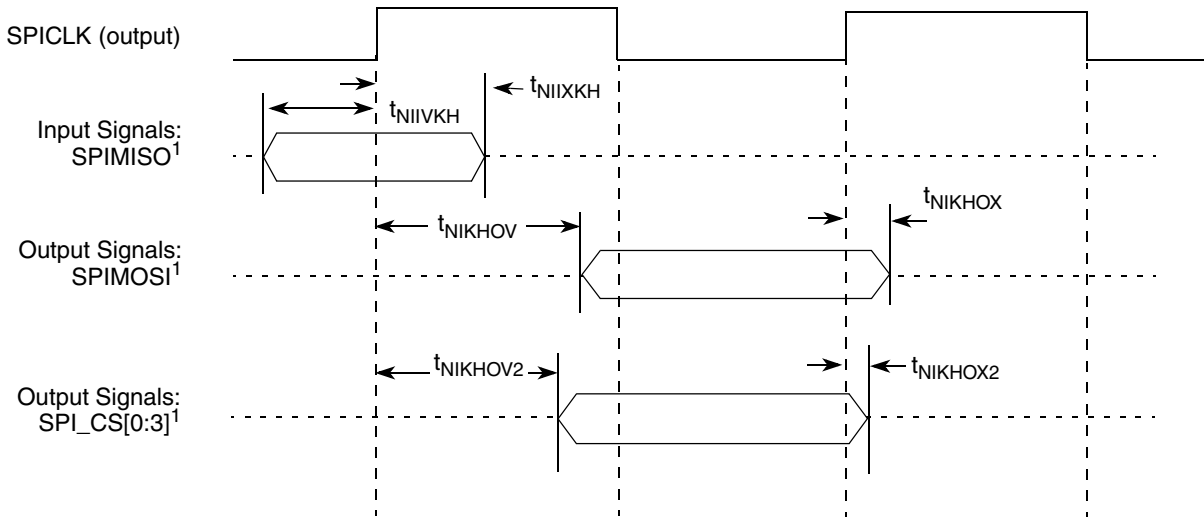 SPICLK (output)
tNIIXKH
tNIIVKH
Input Signals:
SPIMISO1
tNIKHOX
tNIKHOV
Output Signals:
SPIMOSI1
tNIKHOV2
tNIKHOX2
Output Signals:
SPI_CS[0:3]1